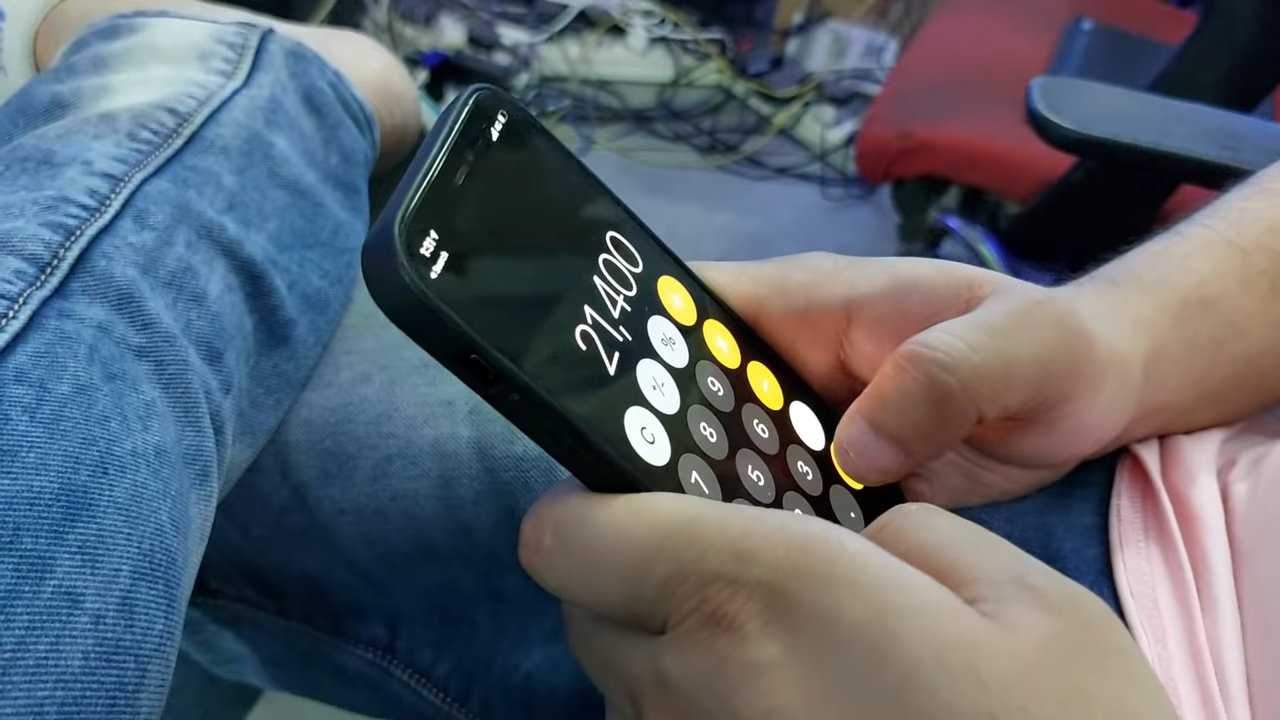 21,400
C ⁺∕₋ % ÷
7 8 9 ×
5 6 −
3
.